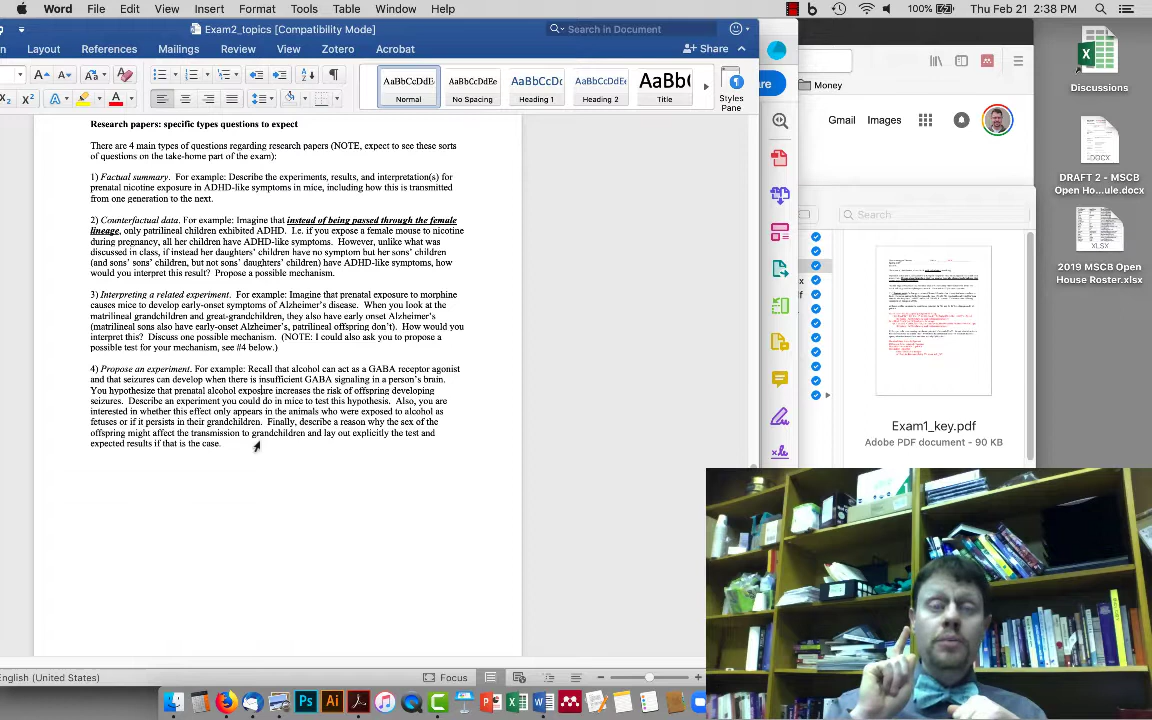 Word File Edit View Insert Format Tools Table Window Help 100% Thu Feb 21 2:38 PM
Exam2_topics [Compatibility Mode] Search in Document
Layout References Mailings Review View Zotero Acrobat Share
AaBbCcDdE AaBbCcDdEe AaBbCcDc AaBbCcDdE AaBb(
Normal No Spacing Heading 1 Heading 2 Title Styles Pane
Money
Gmail Images
Search
Discussions
.DOCX
DRAFT 2 - MSCB
Open Ho...ule.docx
XLSX
2019 MSCB Open
House Roster.xlsx
Research papers: specific types questions to expect
There are 4 main types of questions regarding research papers (NOTE, expect to see these sorts
of questions on the take-home part of the exam):
1) Factual summary. For example: Describe the experiments, results, and interpretation(s) for
prenatal nicotine exposure in ADHD-like symptoms in mice, including how this is transmitted
from one generation to the next.
2) Counterfactual data. For example: Imagine that instead of being passed through the female
lineage, only patrilineal children exhibited ADHD. I.e. if you expose a female mouse to nicotine
during pregnancy, all her children have ADHD-like symptoms. However, unlike what was
discussed in class, if instead her daughters' children have no symptom but her sons' children
(and sons' sons' children, but not sons' daughters' children) have ADHD-like symptoms, how
would you interpret this result? Propose a possible mechanism.
3) Interpreting a related experiment. For example: Imagine that prenatal exposure to morphine
causes mice to develop early-onset symptoms of Alzheimer's disease. When you look at the
matrilineal grandchildren and great-grandchildren, they also have early onset Alzheimer's
(matrilineal sons also have early-onset Alzheimer's, patrilineal offspring don't). How would you
interpret this? Discuss one possible mechanism. (NOTE: I could also ask you to propose a
possible test for your mechanism, see #4 below.)
4) Propose an experiment. For example: Recall that alcohol can act as a GABA receptor agonist
and that seizures can develop when there is insufficient GABA signaling in a person's brain.
You hypothesize that prenatal alcohol exposure increases the risk of offspring developing
seizures. Describe an experiment you could do in mice to test this hypothesis. Also, you are
interested in whether this effect only appears in the animals who were exposed to alcohol as
fetuses or if it persists in their grandchildren. Finally, describe a reason why the sex of the
offspring might affect the transmission to grandchildren and lay out explicitly the test and
expected results if that is the case.
Exam1_key.pdf
Adobe PDF document - 90 KB
English (United States) Focus